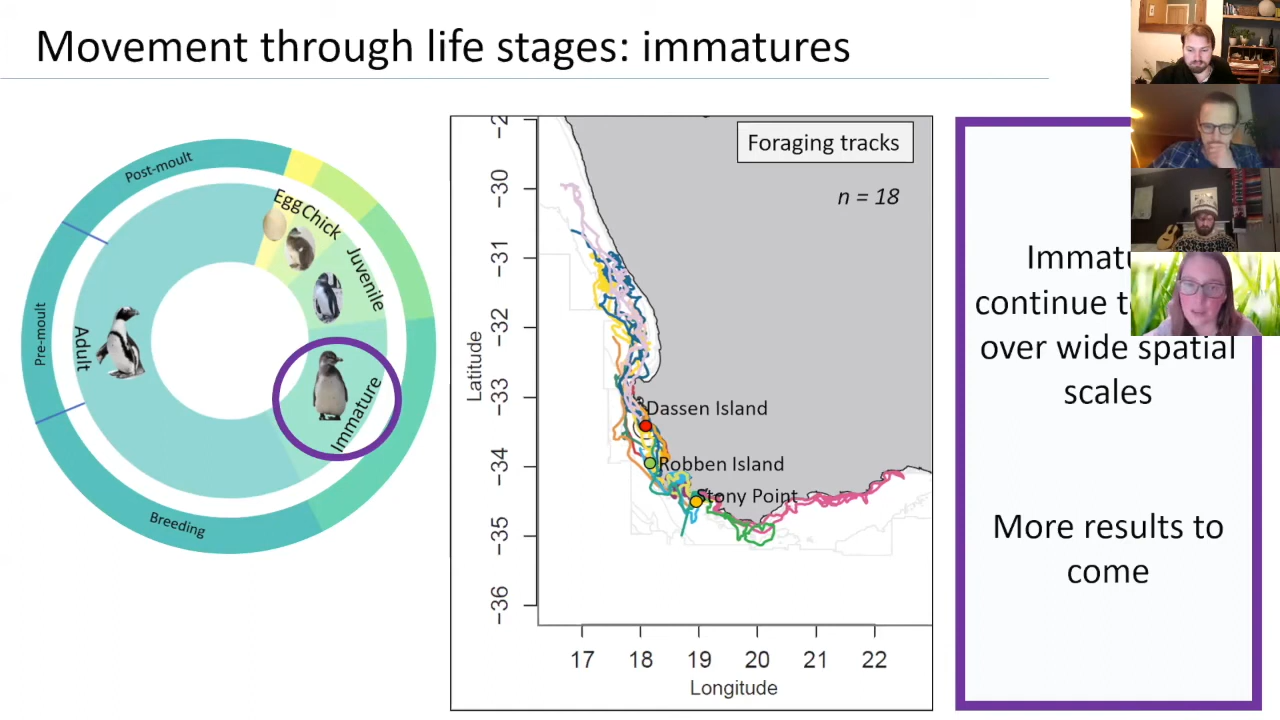 Movement through life stages: immatures
Post-moult
Pre-moult
Breeding
Adult
Egg
Chick
Juvenile
Immature
Foraging tracks
n = 18
-30
-31
-32
-33
-34
-35
-36
Latitude
Dassen Island
Robben Island
Stony Point
17 18 19 20 21 22
Longitude
continue
over wide spatial
scales
More results to
come